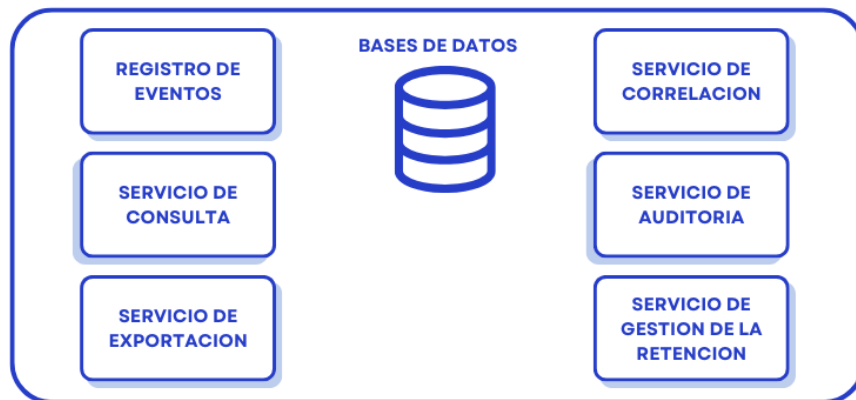 REGISTRO DE
EVENTOS
SERVICIO DE
CONSULTA
SERVICIO DE
EXPORTACION
BASES DE DATOS
SERVICIO DE
CORRELACION
SERVICIO DE
AUDITORIA
SERVICIO DE
GESTION DE LA
RETENCION